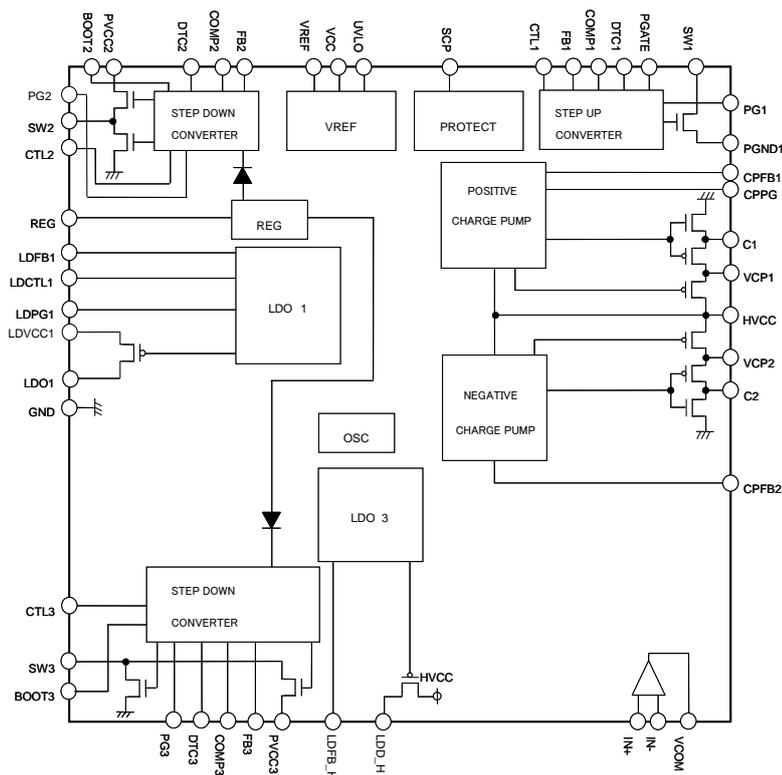 BOOT2
PVCC2
DTC2
COMP2
FB2
VREF
VCC
UVLO
SCP
CTL1
FB1
COMP1
DTC1
PGATE
SW1
PG2
SW2
CTL2
REG
LDFB1
LDCTL1
LDPG1
LDVCC1
LDO1
GND
CTL3
SW3
BOOT3
STEP DOWN
CONVERTER
VREF
PROTECT
STEP UP
CONVERTER
REG
LDO 1
POSITIVE
CHARGE PUMP
OSC
NEGATIVE
CHARGE PUMP
LDO 3
STEP DOWN
CONVERTER
HVCC
PG1
PGND1
CPFB1
CPPG
C1
VCP1
HVCC
VCP2
C2
CPFB2
PG3
DTC3
COMP3
FB3
PVCC3
LDD_H
IN+
IN-
VCOM